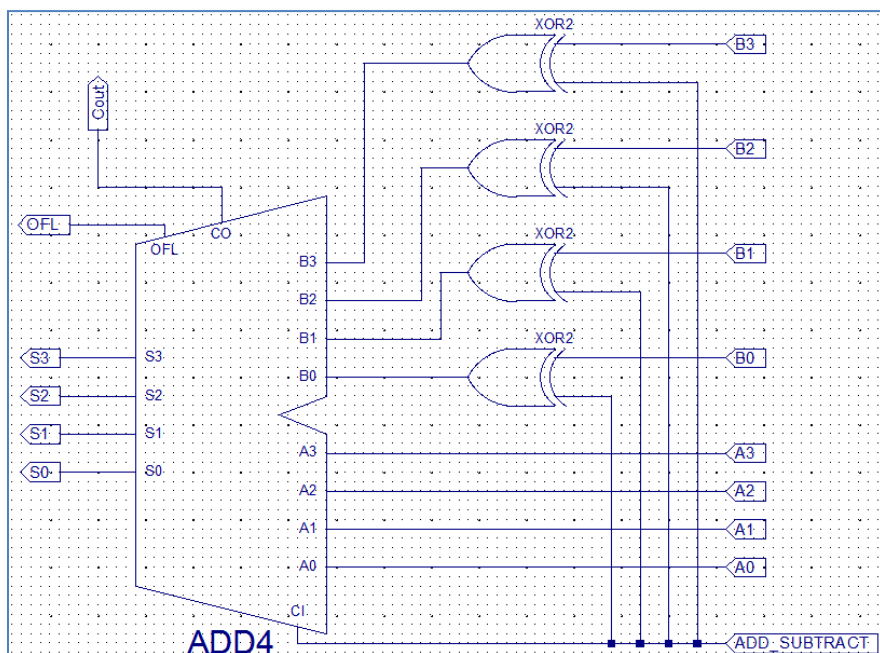 XOR2
B3
Cout
XOR2
B2
OFL
CO
OFL
XOR2
B1
B3
B2
B1
XOR2
B0
B0
S3
S3
S2
S2
S1
S1
S0
S0
A3
A3
A2
A2
A1
A1
A0
A0
CI
ADD4
ADD_SUBTRACT